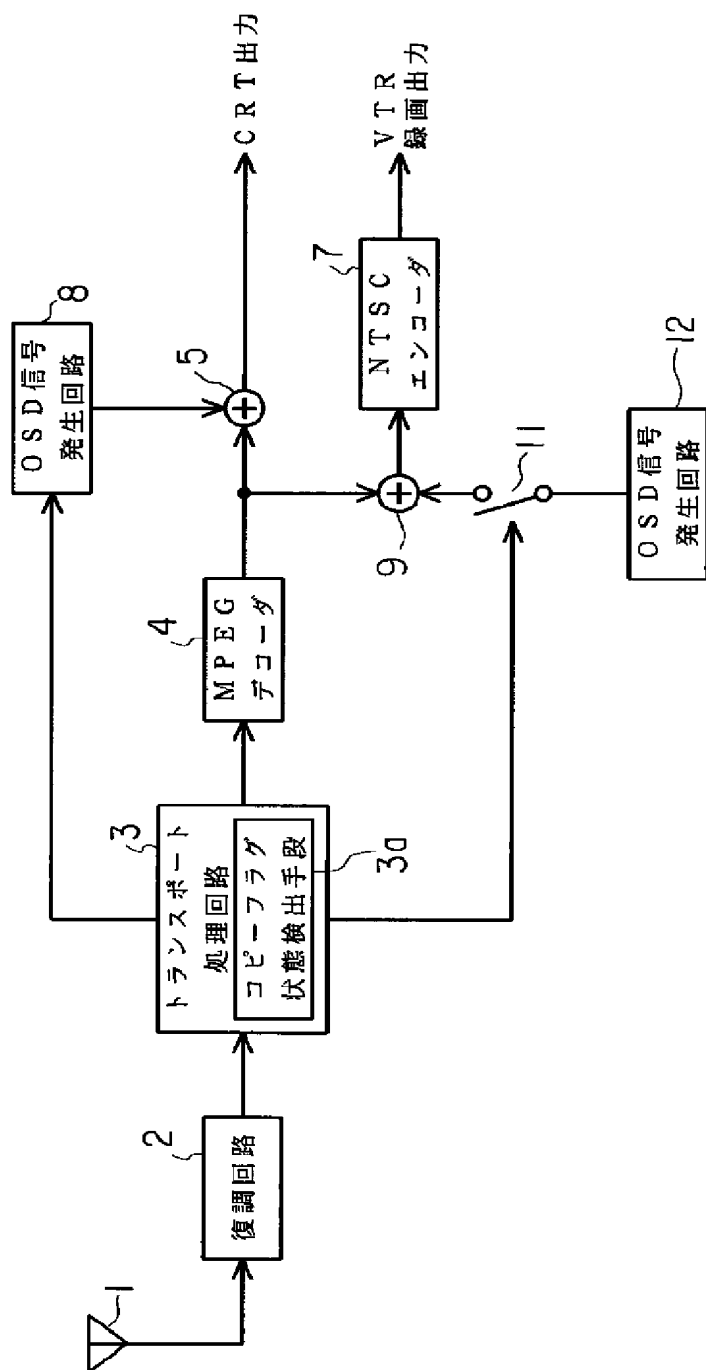 1
2
復調回路
3
トランスポート
処理回路
コピーフラグ
状態検出手段
3a
4
MPEG
デコーダ
8
OSD信号
発生回路
5
CRT出力
9
7
NTSC
エンコーダ
VTR
録画出力
11
OSD信号
発生回路
12